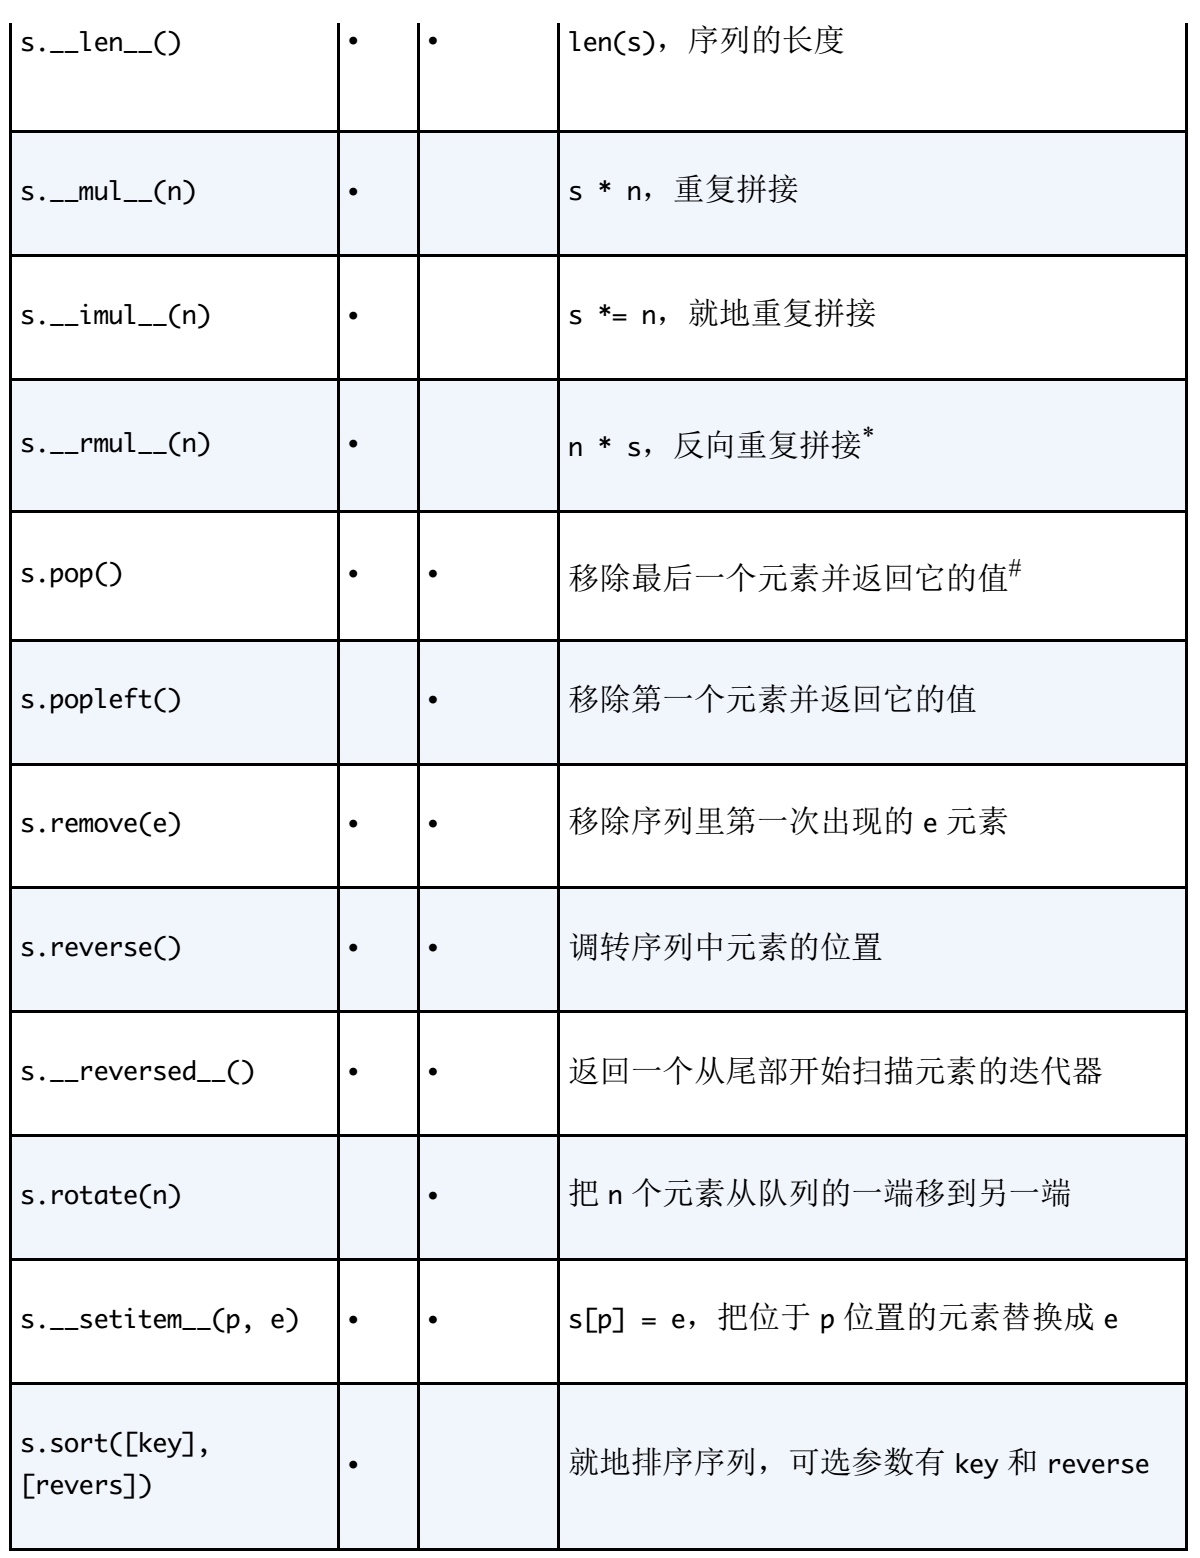 s.__len__() • • len(s)，序列的长度
s.__mul__(n) • s * n，重复拼接
s.__imul__(n) • s *= n，就地重复拼接
s.__rmul__(n) • n * s，反向重复拼接*
s.pop() • • 移除最后一个元素并返回它的值#
s.popleft() • 移除第一个元素并返回它的值
s.remove(e) • • 移除序列里第一次出现的 e 元素
s.reverse() • • 调转序列中元素的位置
s.__reversed__() • • 返回一个从尾部开始扫描元素的迭代器
s.rotate(n) • 把 n 个元素从队列的一端移到另一端
s.__setitem__(p, e) • • s[p] = e，把位于 p 位置的元素替换成 e
s.sort([key],
[revers]) • 就地排序序列，可选参数有 key 和 reverse